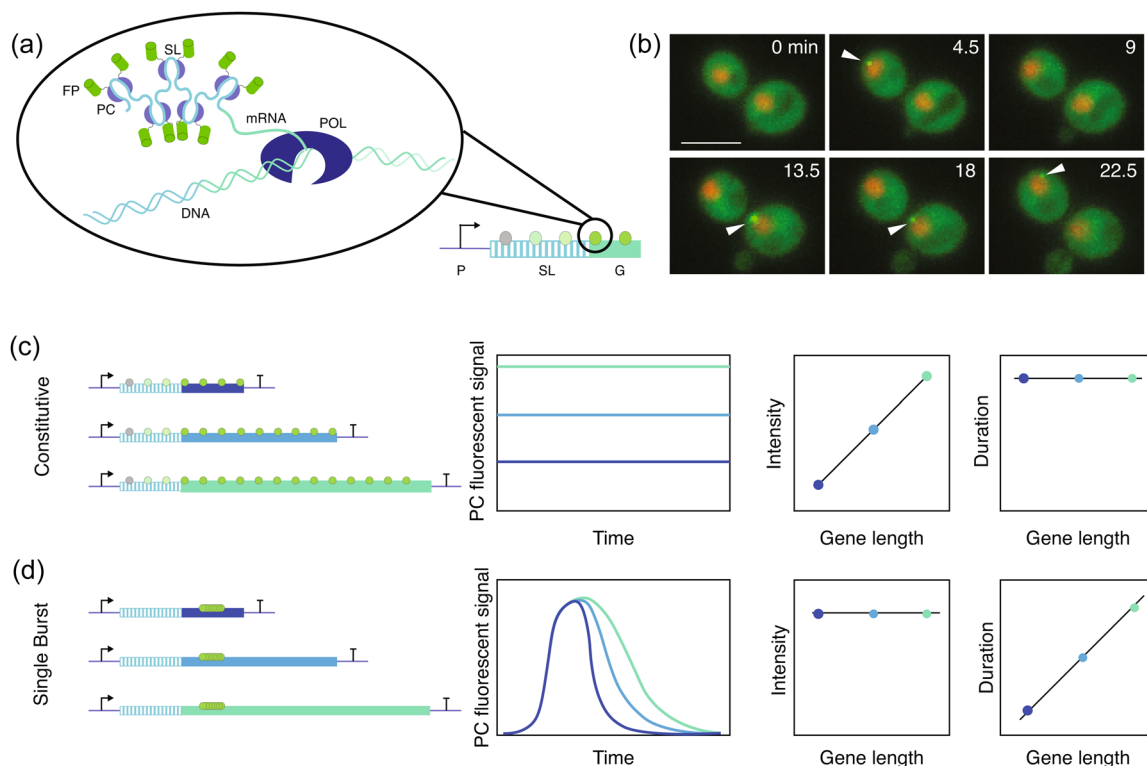 (a)
SL
FP
PC
mRNA
POL
DNA
P
SL
G
(b)
0 min
4.5
9
13.5
18
22.5
(c)
Constitutive
PC fluorescent signal
Time
Intensity
Gene length
Duration
Gene length
(d)
Single Burst
PC fluorescent signal
Time
Intensity
Gene length
Duration
Gene length